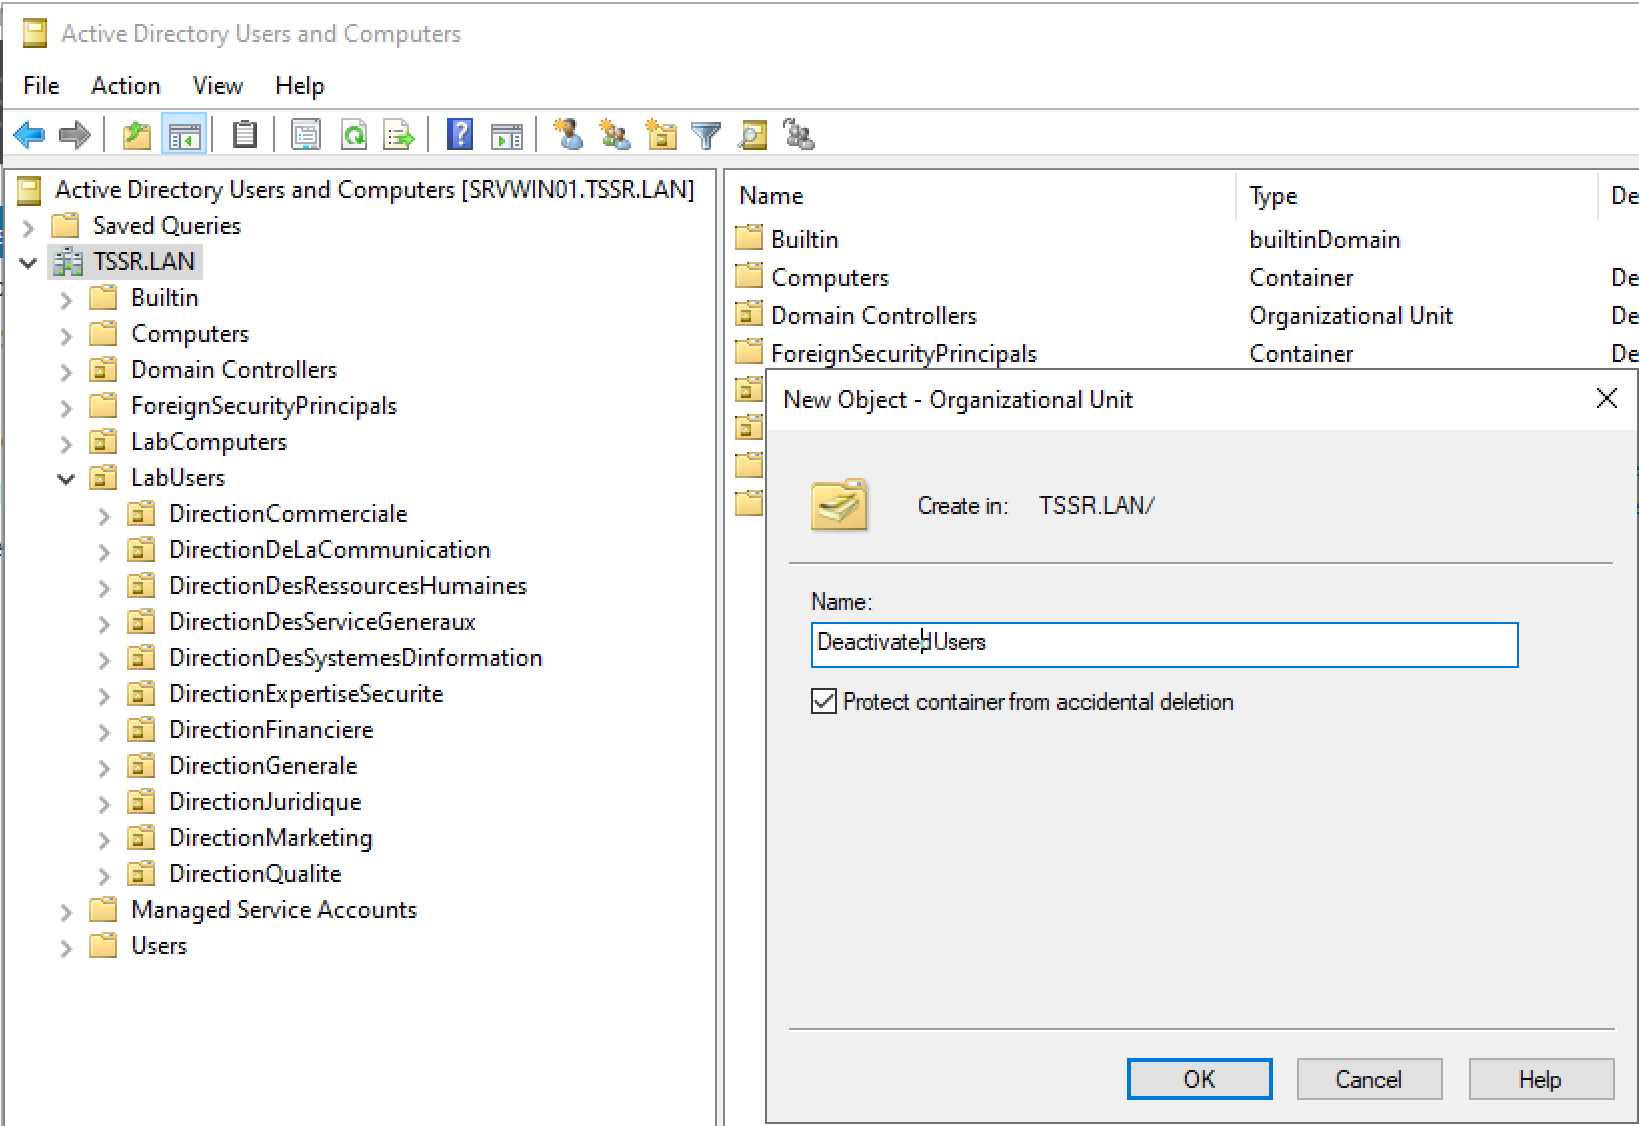 Active Directory Users and Computers
File Action View Help
Active Directory Users and Computers [SRVWIN01.TSSR.LAN]
Saved Queries
TSSR.LAN
Builtin
Computers
Domain Controllers
ForeignSecurityPrincipals
LabComputers
LabUsers
DirectionCommerciale
DirectionDeLaCommunication
DirectionDesRessourcesHumaines
DirectionDesServiceGeneraux
DirectionDesSystemesDinformation
DirectionExpertiseSecurite
DirectionFinanciere
DirectionGenerale
DirectionJuridique
DirectionMarketing
DirectionQualite
Managed Service Accounts
Users
Name Type De
Builtin builtinDomain
Computers Container De
Domain Controllers Organizational Unit De
ForeignSecurityPrincipals Container De
New Object - Organizational Unit
Create in: TSSR.LAN/
Name:
DeactivatedUsers
Protect container from accidental deletion
OK Cancel Help